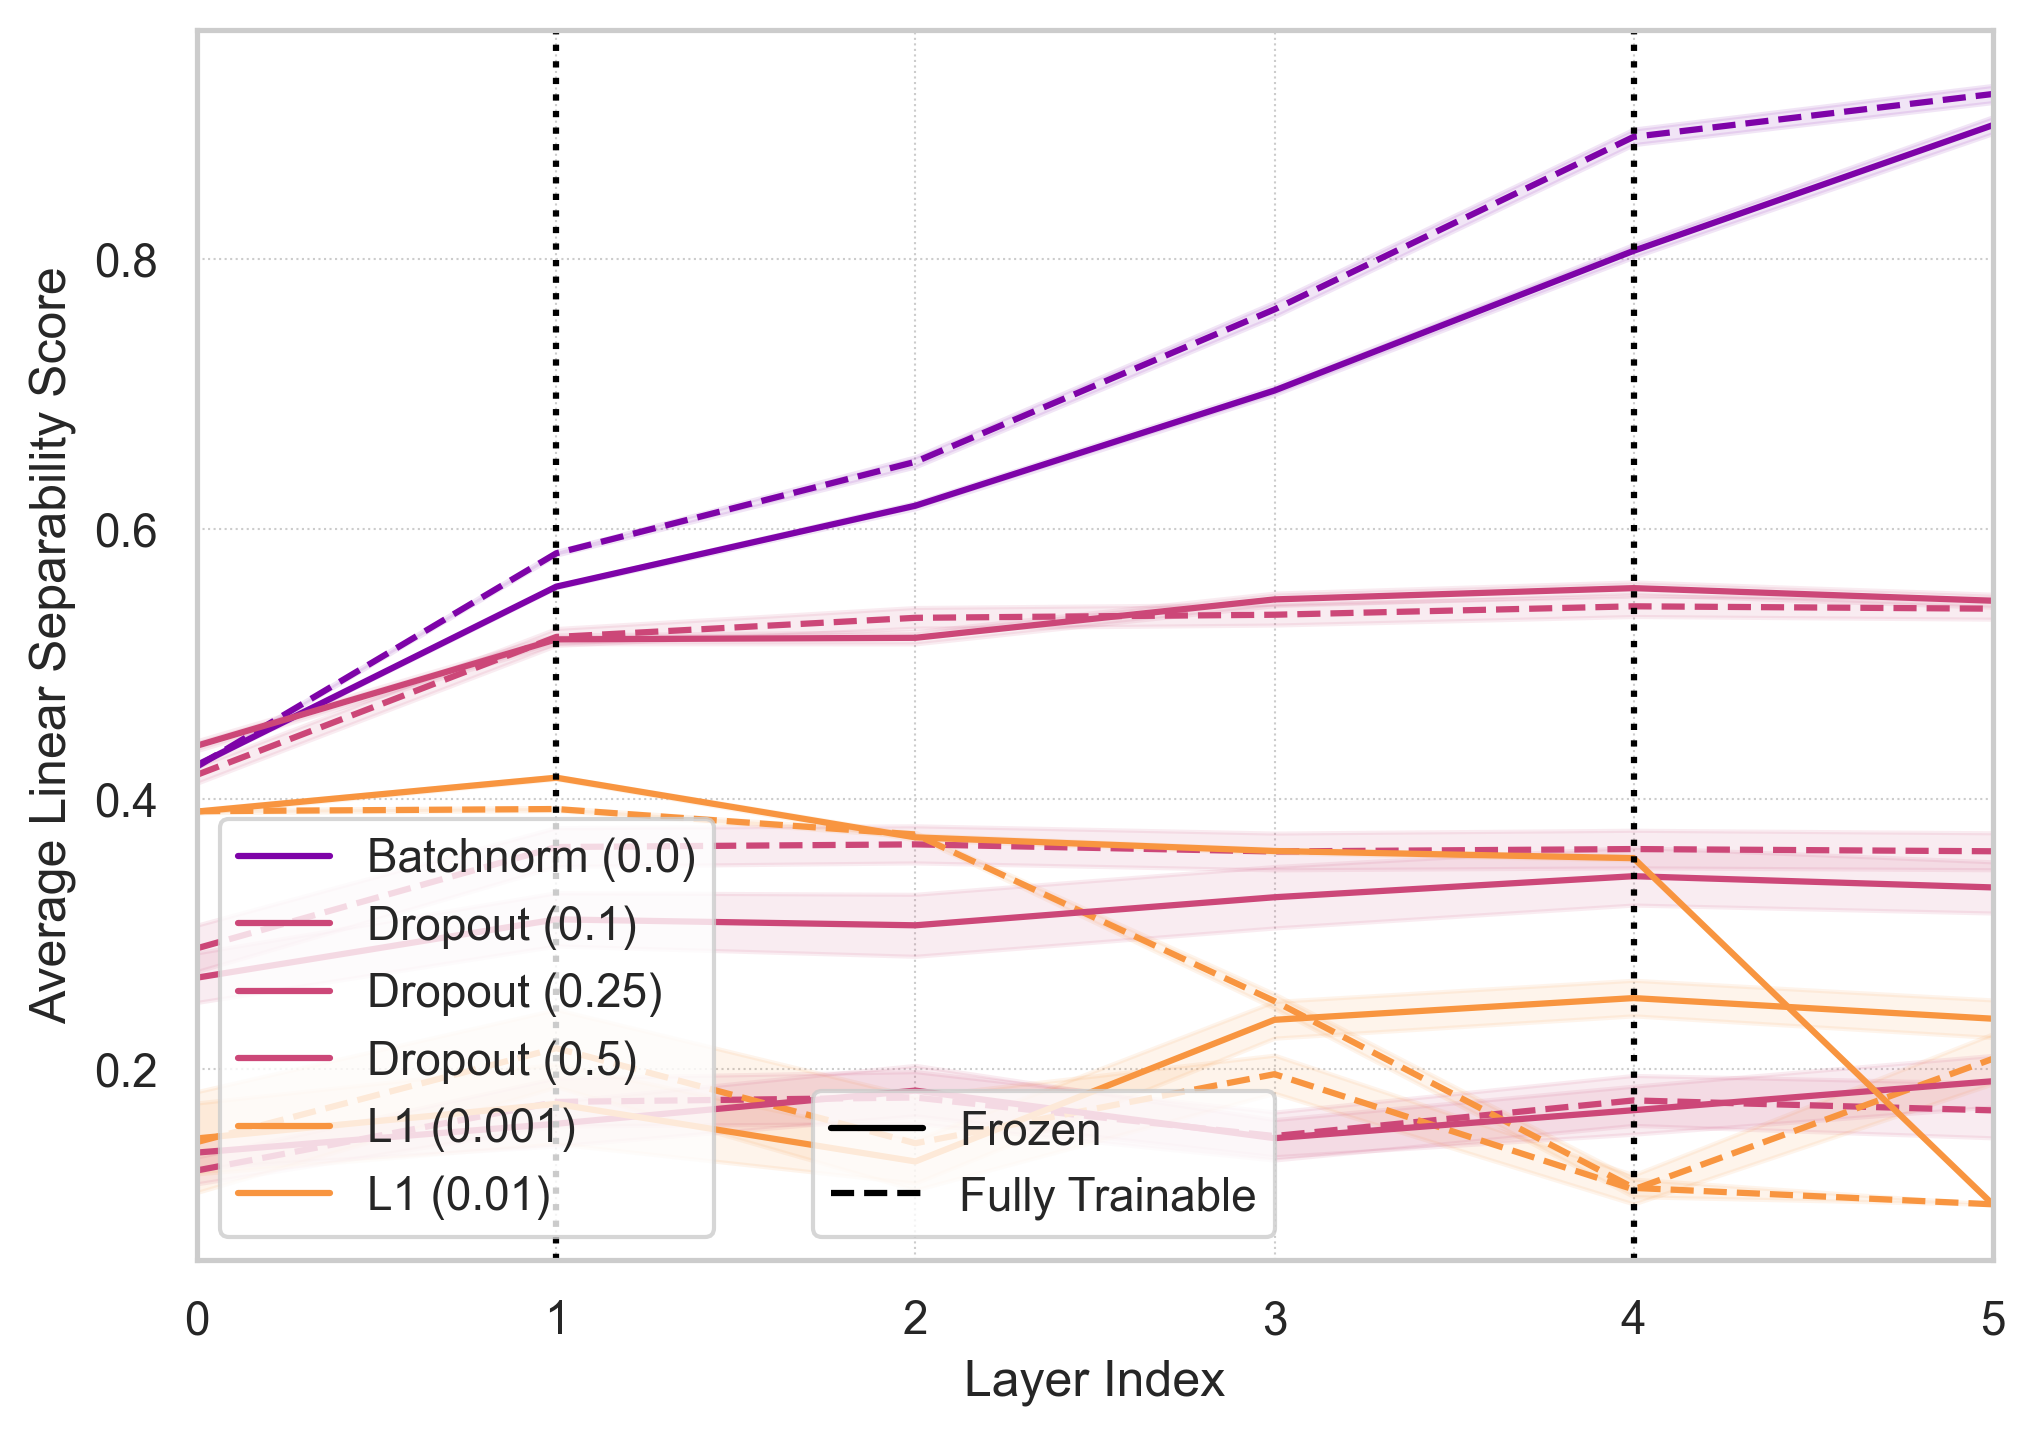 Average Linear Separability Score
0.8
0.6
0.4
0.2
Batchnorm (0.0)
Dropout (0.1)
Dropout (0.25)
Dropout (0.5)
L1 (0.001)
L1 (0.01)
Frozen
Fully Trainable
0 1 2 3 4 5
Layer Index